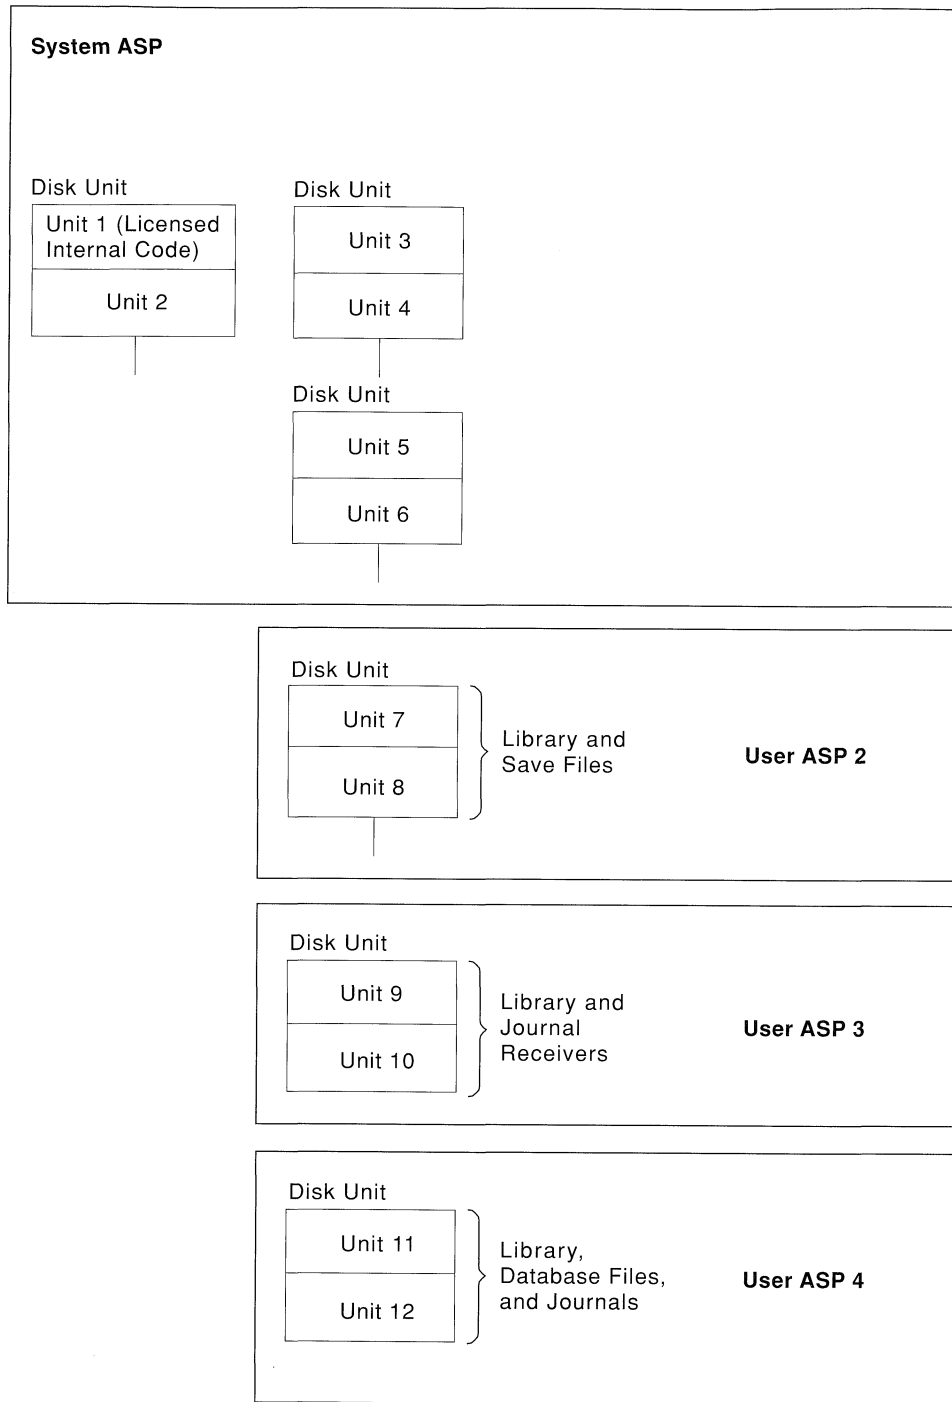 System ASP
Disk Unit
Unit 1 (Licensed
Internal Code)
Unit 2
Disk Unit
Unit 3
Unit 4
Disk Unit
Unit 5
Unit 6
Disk Unit
Unit 7
Unit 8
Library and
Save Files
User ASP 2
Disk Unit
Unit 9
Unit 10
Library and
Journal
Receivers
User ASP 3
Disk Unit
Unit 11
Unit 12
Library,
Database Files,
and Journals
User ASP 4